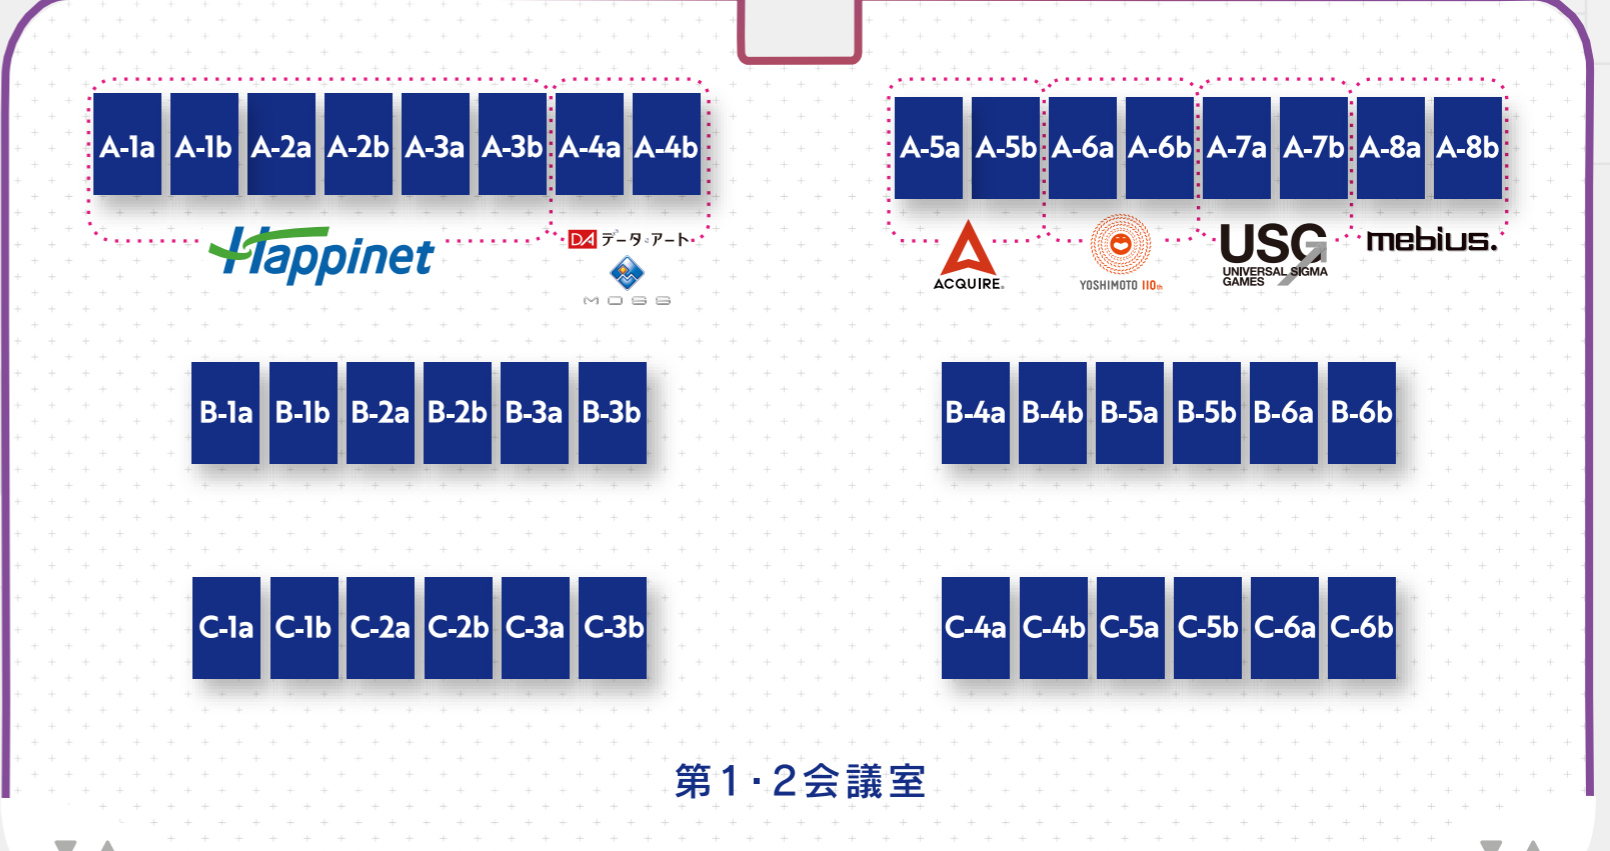 A-1a A-1b A-2a A-2b A-3a A-3b A-4a A-4b
A-5a A-5b A-6a A-6b A-7a A-7b A-8a A-8b
Happinet
DA データ・アート
MOSS
ACQUIRE
YOSHIMOTO 110th
USG
UNIVERSAL SIGMA
GAMES
mebius.
B-1a B-1b B-2a B-2b B-3a B-3b
B-4a B-4b B-5a B-5b B-6a B-6b
C-1a C-1b C-2a C-2b C-3a C-3b
C-4a C-4b C-5a C-5b C-6a C-6b
第1・2会議室